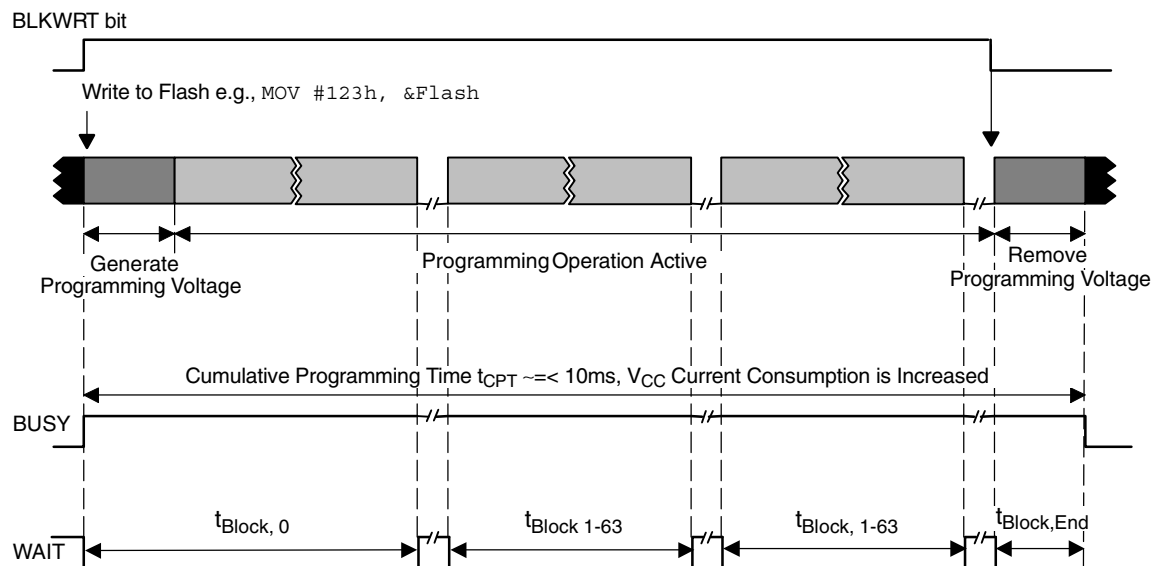 BLKWRT bit
Write to Flash e.g., MOV #123h, &Flash
Generate
Programming Voltage
Programming Operation Active
Remove
Programming Voltage
Cumulative Programming Time tCPT ~=< 10ms, VCC Current Consumption is Increased
BUSY
tBlock, 0
tBlock 1-63
tBlock, 1-63
tBlock,End
WAIT